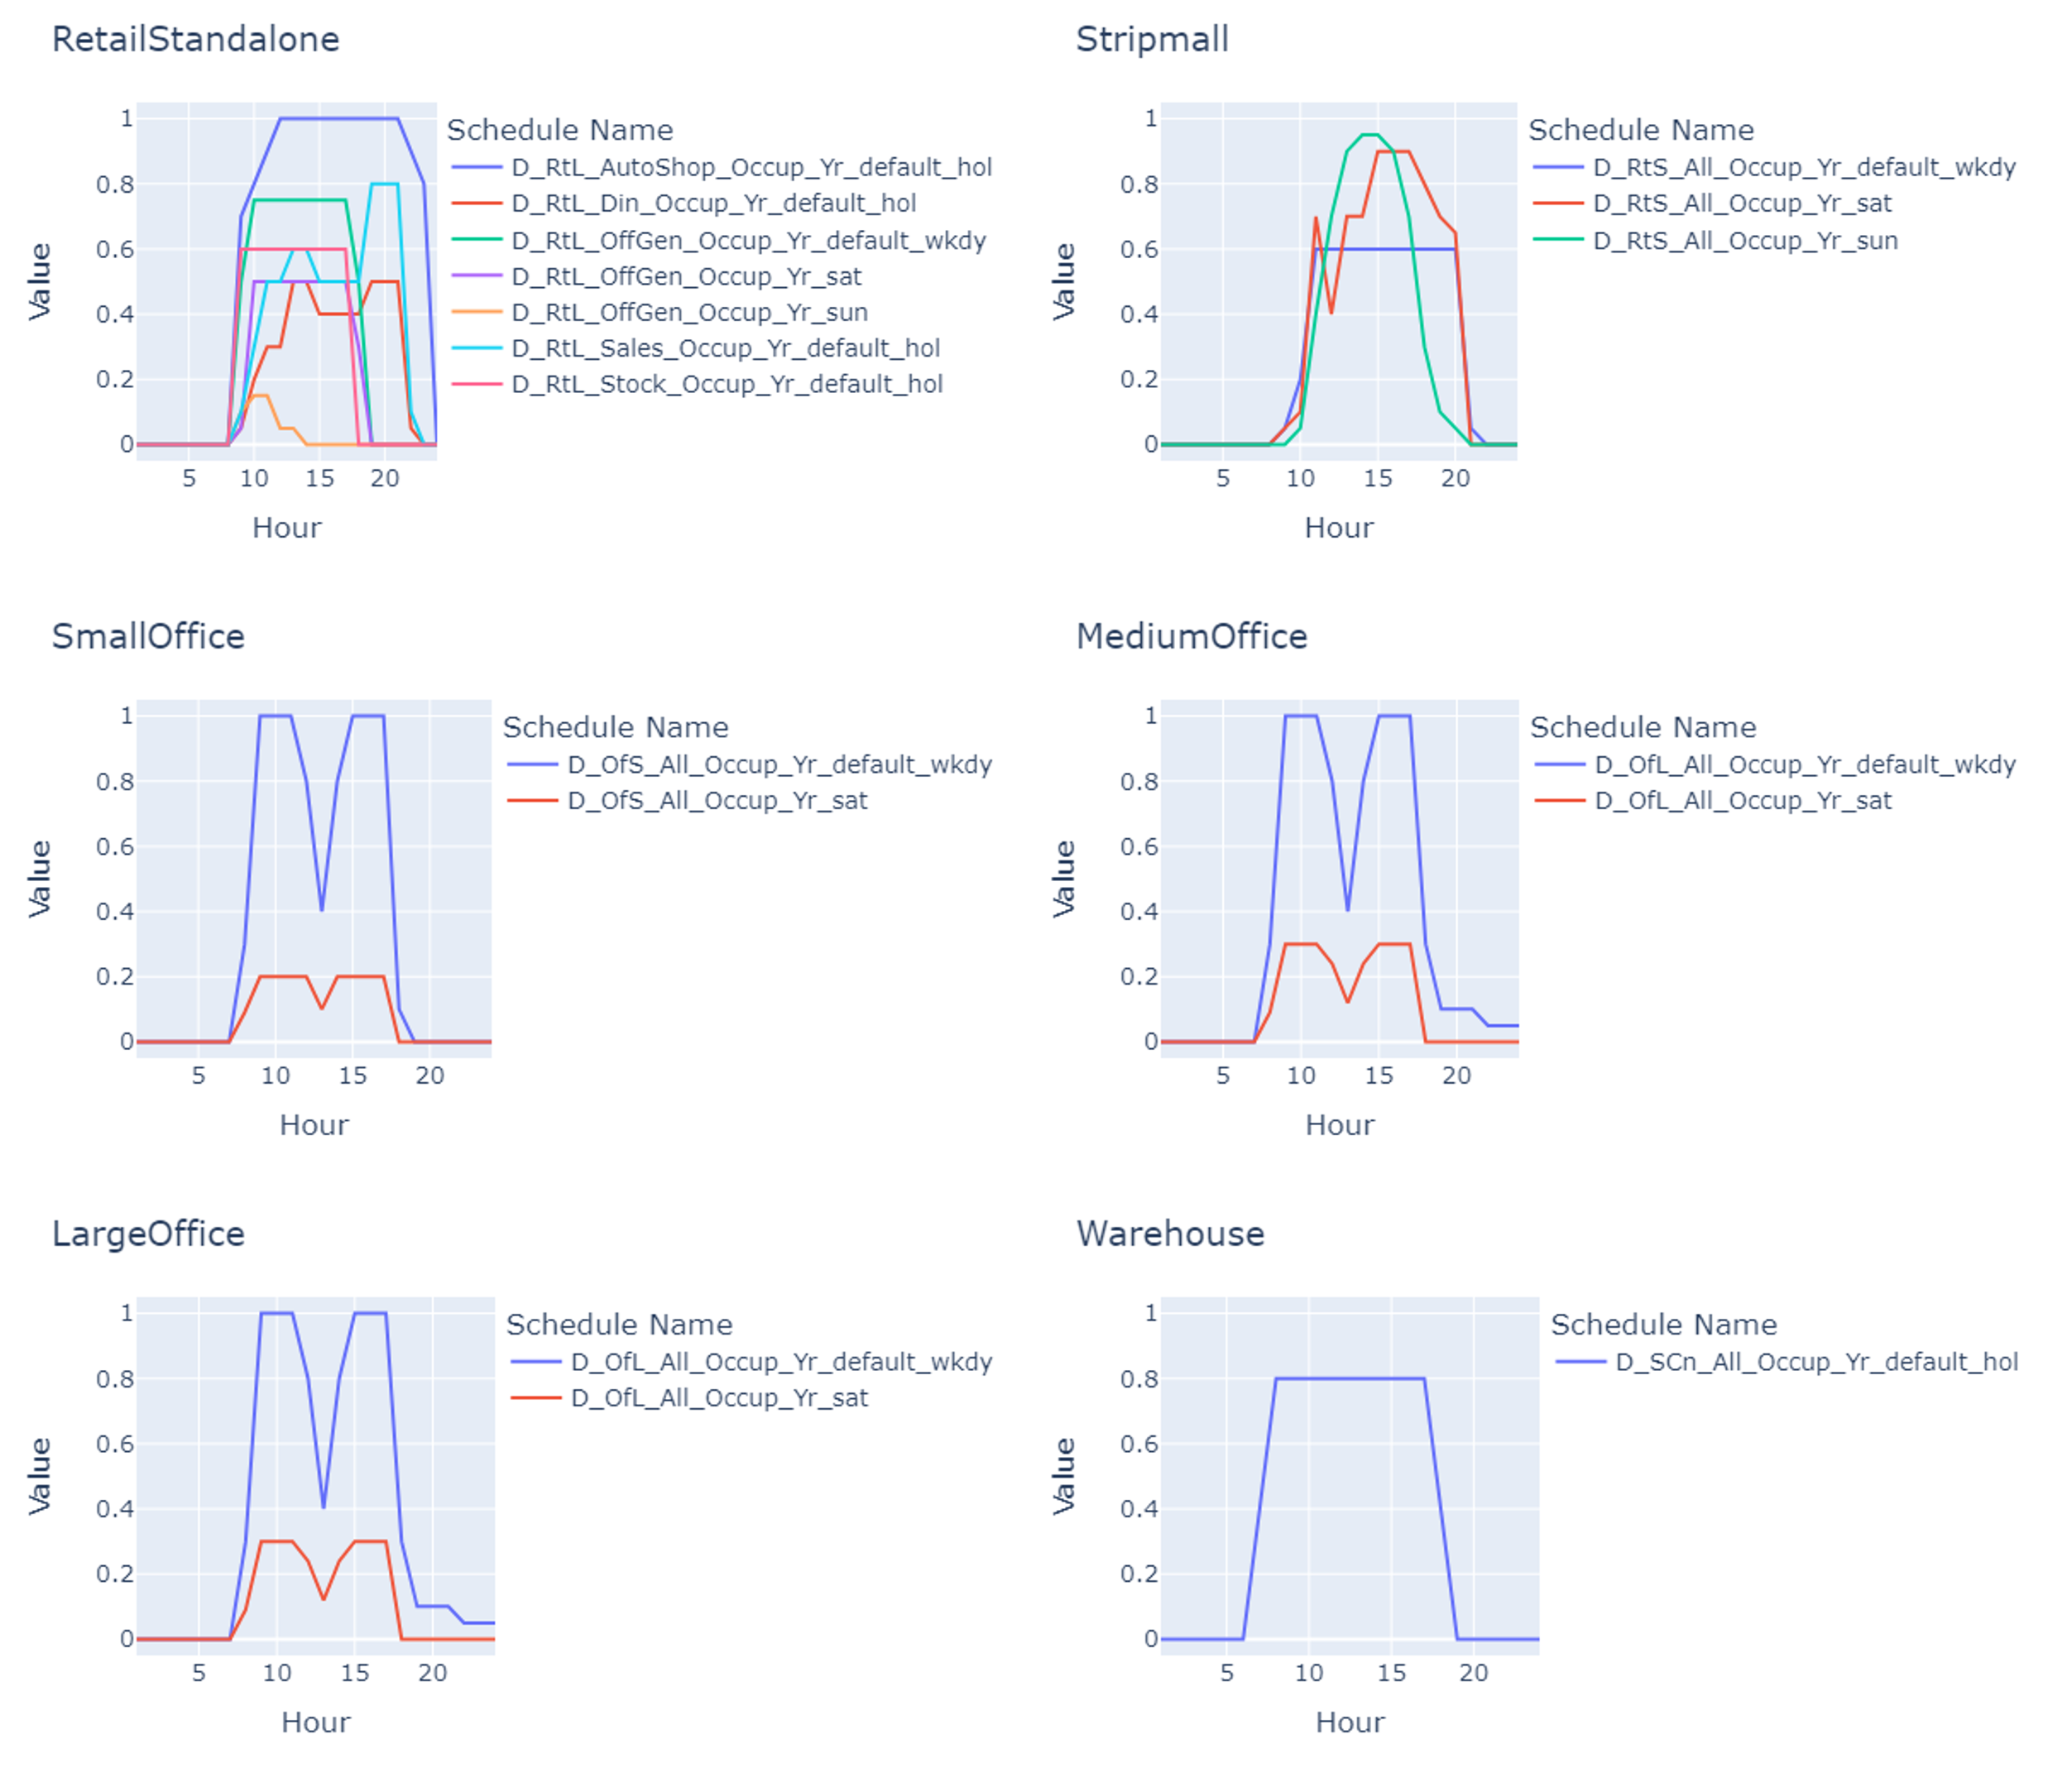 RetailStandalone
Value
1
0.8
0.6
0.4
0.2
0
5 10 15 20
Hour
Schedule Name
D_RtL_AutoShop_Occup_Yr_default_hol
D_RtL_Din_Occup_Yr_default_hol
D_RtL_OffGen_Occup_Yr_default_wkdy
D_RtL_OffGen_Occup_Yr_sat
D_RtL_OffGen_Occup_Yr_sun
D_RtL_Sales_Occup_Yr_default_hol
D_RtL_Stock_Occup_Yr_default_hol
Stripmall
Value
1
0.8
0.6
0.4
0.2
0
5 10 15 20
Hour
Schedule Name
D_RtS_All_Occup_Yr_default_wkdy
D_RtS_All_Occup_Yr_sat
D_RtS_All_Occup_Yr_sun
SmallOffice
Value
1
0.8
0.6
0.4
0.2
0
5 10 15 20
Hour
Schedule Name
D_OfS_All_Occup_Yr_default_wkdy
D_OfS_All_Occup_Yr_sat
MediumOffice
Value
1
0.8
0.6
0.4
0.2
0
5 10 15 20
Hour
Schedule Name
D_OfL_All_Occup_Yr_default_wkdy
D_OfL_All_Occup_Yr_sat
LargeOffice
Value
1
0.8
0.6
0.4
0.2
0
5 10 15 20
Hour
Schedule Name
D_OfL_All_Occup_Yr_default_wkdy
D_OfL_All_Occup_Yr_sat
Warehouse
Value
1
0.8
0.6
0.4
0.2
0
5 10 15 20
Hour
Schedule Name
D_SCn_All_Occup_Yr_default_hol